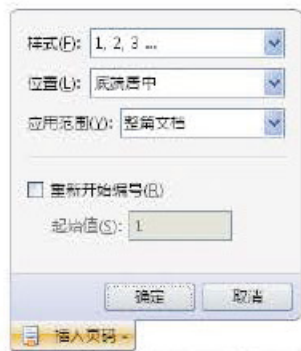 样式(F): 1, 2, 3 ...
位置(L): 底端居中
应用范围(Y): 整篇文档
重新开始编号(R)
起始值(S): 1
确定 取消
插入页码